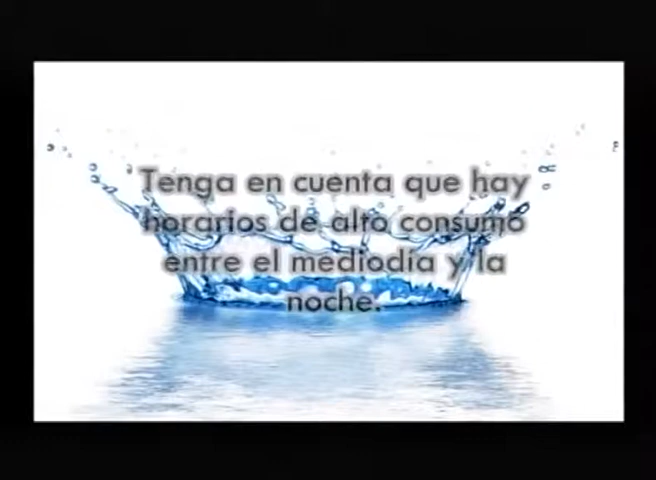 Tenga en cuenta que hay
horarios de alto consumo
entre el mediodía y la
noche.